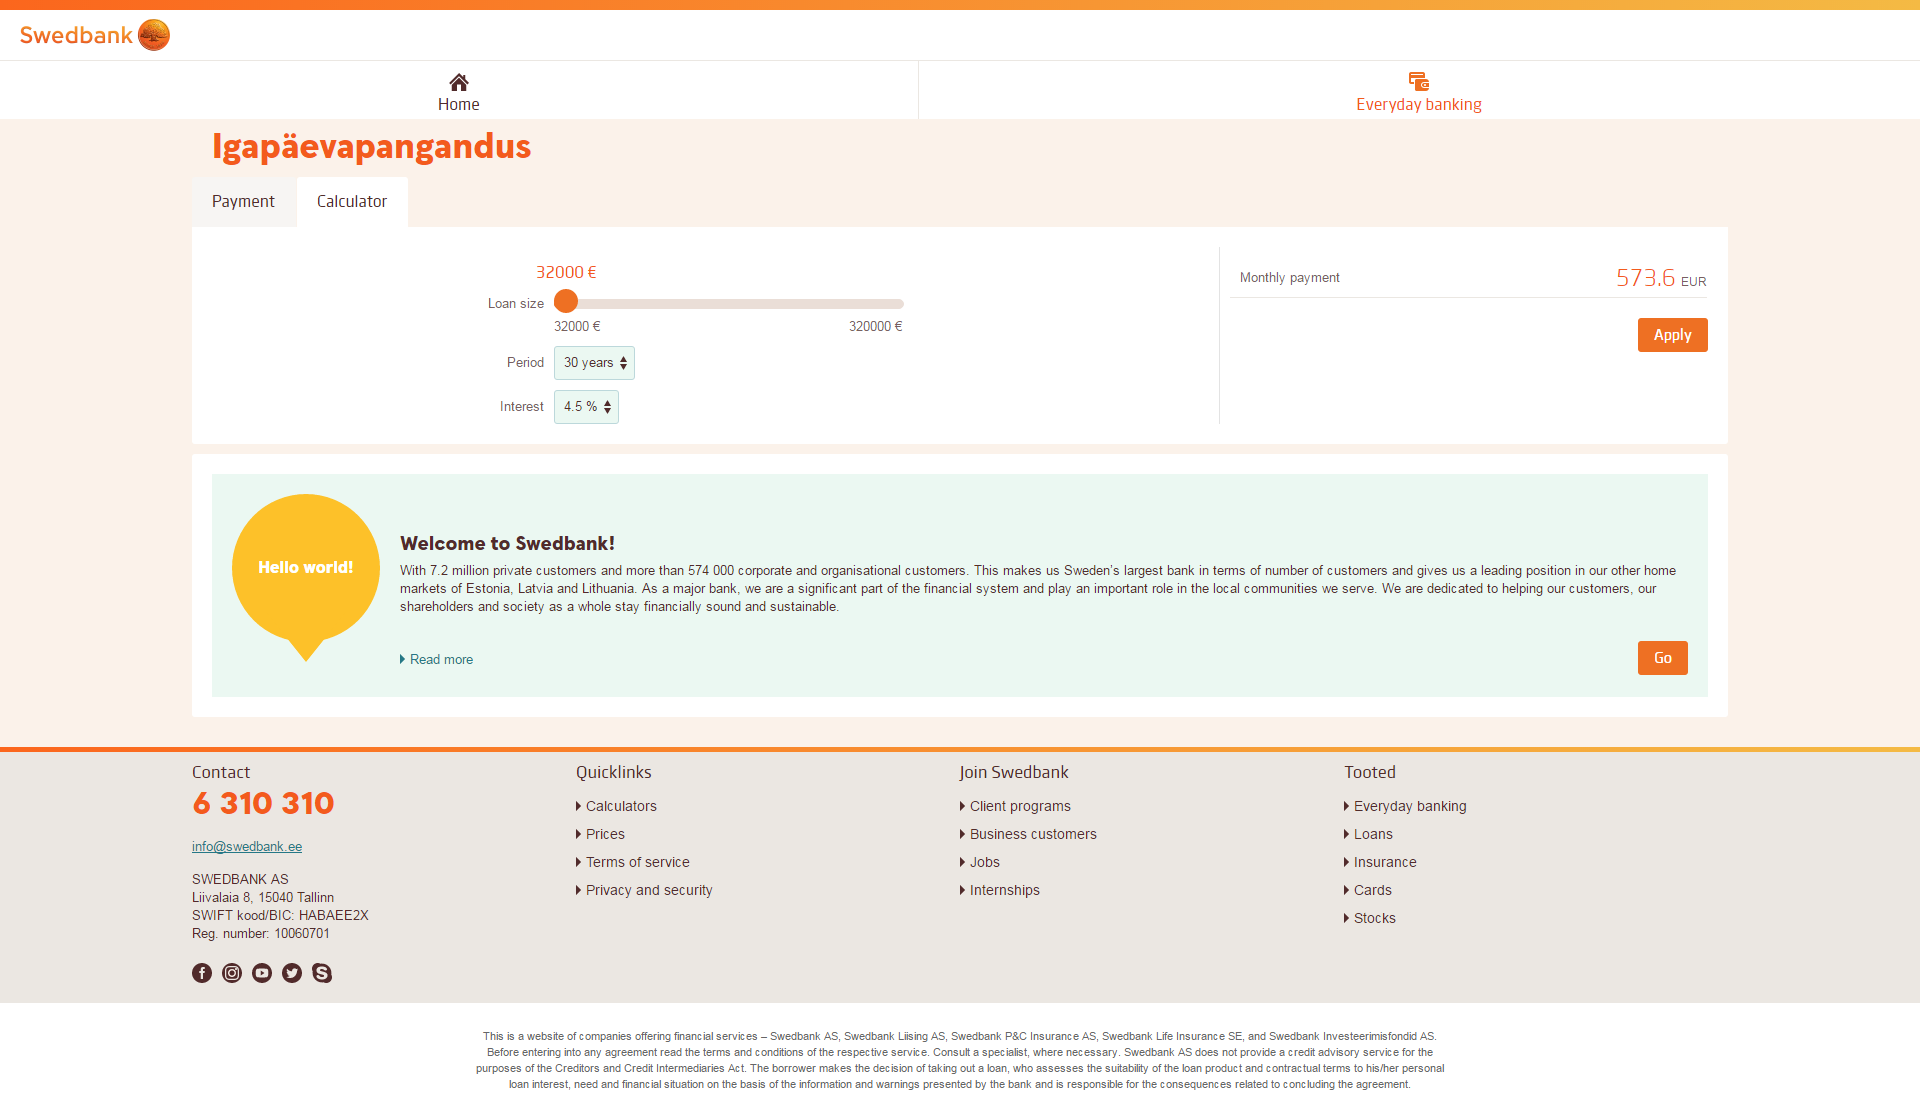 Swedbank
Home
Everyday banking
Igapäevapangandus
Payment
Calculator
32000 €
Loan size
32000 €
320000 €
Period
30 years
Interest
4.5 %
Monthly payment
573.6 EUR
Apply
Hello world!
Welcome to Swedbank!
With 7.2 million private customers and more than 574 000 corporate and organisational customers. This makes us Sweden's largest bank in terms of number of customers and gives us a leading position in our other home
markets of Estonia, Latvia and Lithuania. As a major bank, we are a significant part of the financial system and play an important role in the local communities we serve. We are dedicated to helping our customers, our
shareholders and society as a whole stay financially sound and sustainable.
Read more
Go
Contact
6 310 310
info@swedbank.ee
SWEDBANK AS
Liivalaia 8, 15040 Tallinn
SWIFT kood/BIC: HABAEE2X
Reg. number: 10060701
Quicklinks
Calculators
Prices
Terms of service
Privacy and security
Join Swedbank
Client programs
Business customers
Jobs
Internships
Tooted
Everyday banking
Loans
Insurance
Cards
Stocks
This is a website of companies offering financial services – Swedbank AS, Swedbank Liising AS, Swedbank P&C Insurance AS, Swedbank Life Insurance SE, and Swedbank Investeerimisfondid AS.
Before entering into any agreement read the terms and conditions of the respective service. Consult a specialist, where necessary. Swedbank AS does not provide a credit advisory service for the
purposes of the Creditors and Credit Intermediaries Act. The borrower makes the decision of taking out a loan, who assesses the suitability of the loan product and contractual terms to his/her personal
loan interest, need and financial situation on the basis of the information and warnings presented by the bank and is responsible for the consequences related to concluding the agreement.